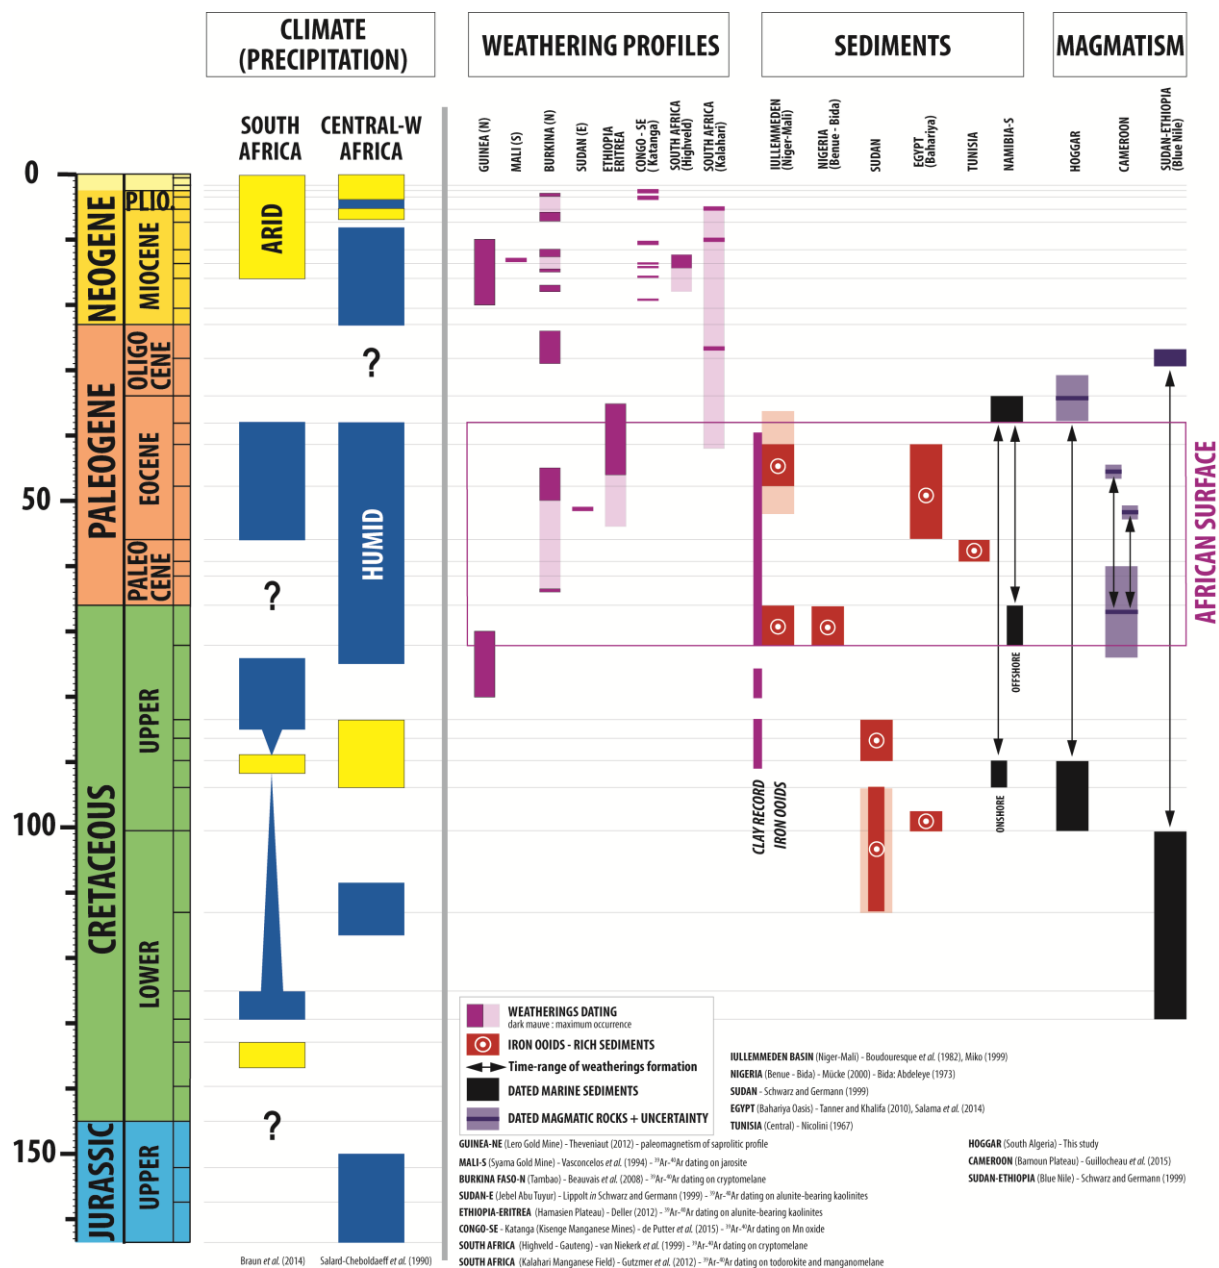 CLIMATE
(PRECIPITATION)
WEATHERING PROFILES
SEDIMENTS
MAGMATISM
SOUTH
AFRICA
CENTRAL-W
AFRICA
GUINEA (N)
MALI (S)
BURKINA (N)
SUDAN (E)
ETHIOPIA
ERITREA
CONGO - SE
( Katanga)
SOUTH AFRICA
(Highveld)
SOUTH AFRICA
(Kalahari)
IULLEMMEDEN
(Niger-Mali)
NIGERIA
(Benue - Bida)
SUDAN
EGYPT
(Bahariya)
TUNISIA
NAMIBIA-S
HOGGAR
CAMEROON
SUDAN-ETHIOPIA
(Blue Nile)
0
50
100
150
NEOGENE
PALEOGENE
CRETACEOUS
JURASSIC
PLIO.
MIOCENE
OLIGO
CENE
EOCENE
PALEO
CENE
UPPER
LOWER
UPPER
ARID
HUMID
?
?
?
AFRICAN SURFACE
OFFSHORE
ONSHORE
CLAY RECORD
IRON OOIDS
WEATHERINGS DATING
dark mauve : maximum occurrence
IRON OOIDS - RICH SEDIMENTS
Time-range of weatherings formation
DATED MARINE SEDIMENTS
DATED MAGMATIC ROCKS + UNCERTAINTY
IULLEMMEDEN BASIN (Niger-Mali) - Boudouresque et al. (1982), Miko (1999)
NIGERIA (Benue - Bida) - Mücke (2000) - Bida: Abdeleye (1973)
SUDAN - Schwarz and Germann (1999)
EGYPT (Bahariya Oasis) - Tanner and Khalifa (2010), Salama et al. (2014)
TUNISIA (Central) - Nicolini (1967)
GUINEA-NE (Lero Gold Mine) - Theveniaut (2012) - paleomagnetism of saprolitic profile
MALI-S (Syama Gold Mine) - Vasconcelos et al. (1994) - ³⁹Ar-⁴⁰Ar dating on jarosite
BURKINA FASO-N (Tambao) - Beauvais et al. (2008) - ³⁹Ar-⁴⁰Ar dating on cryptomelane
SUDAN-E (Jebel Abu Tuyur) - Lippolt in Schwarz and Germann (1999) - ³⁹Ar-⁴⁰Ar dating on alunite-bearing kaolinites
ETHIOPIA-ERITREA (Hamasien Plateau) - Deller (2012) - ³⁹Ar-⁴⁰Ar dating on alunite-bearing kaolinites
CONGO-SE - Katanga (Kisenge Manganese Mines) - de Putter et al. (2015) - ³⁹Ar-⁴⁰Ar dating on Mn oxide
SOUTH AFRICA (Highveld - Gauteng) - van Niekerk et al. (1999) - ³⁹Ar-⁴⁰Ar dating on cryptomelane
SOUTH AFRICA (Kalahari Manganese Field) - Gutzmer et al. (2012) - ³⁹Ar-⁴⁰Ar dating on todorokite and manganomelane
HOGGAR (South Algeria) - This study
CAMEROON (Bamoun Plateau) - Guillocheau et al. (2015)
SUDAN-ETHIOPIA (Blue Nile) - Schwarz and Germann (1999)
Braun et al. (2014)
Salard-Cheboldaeff et al. (1990)